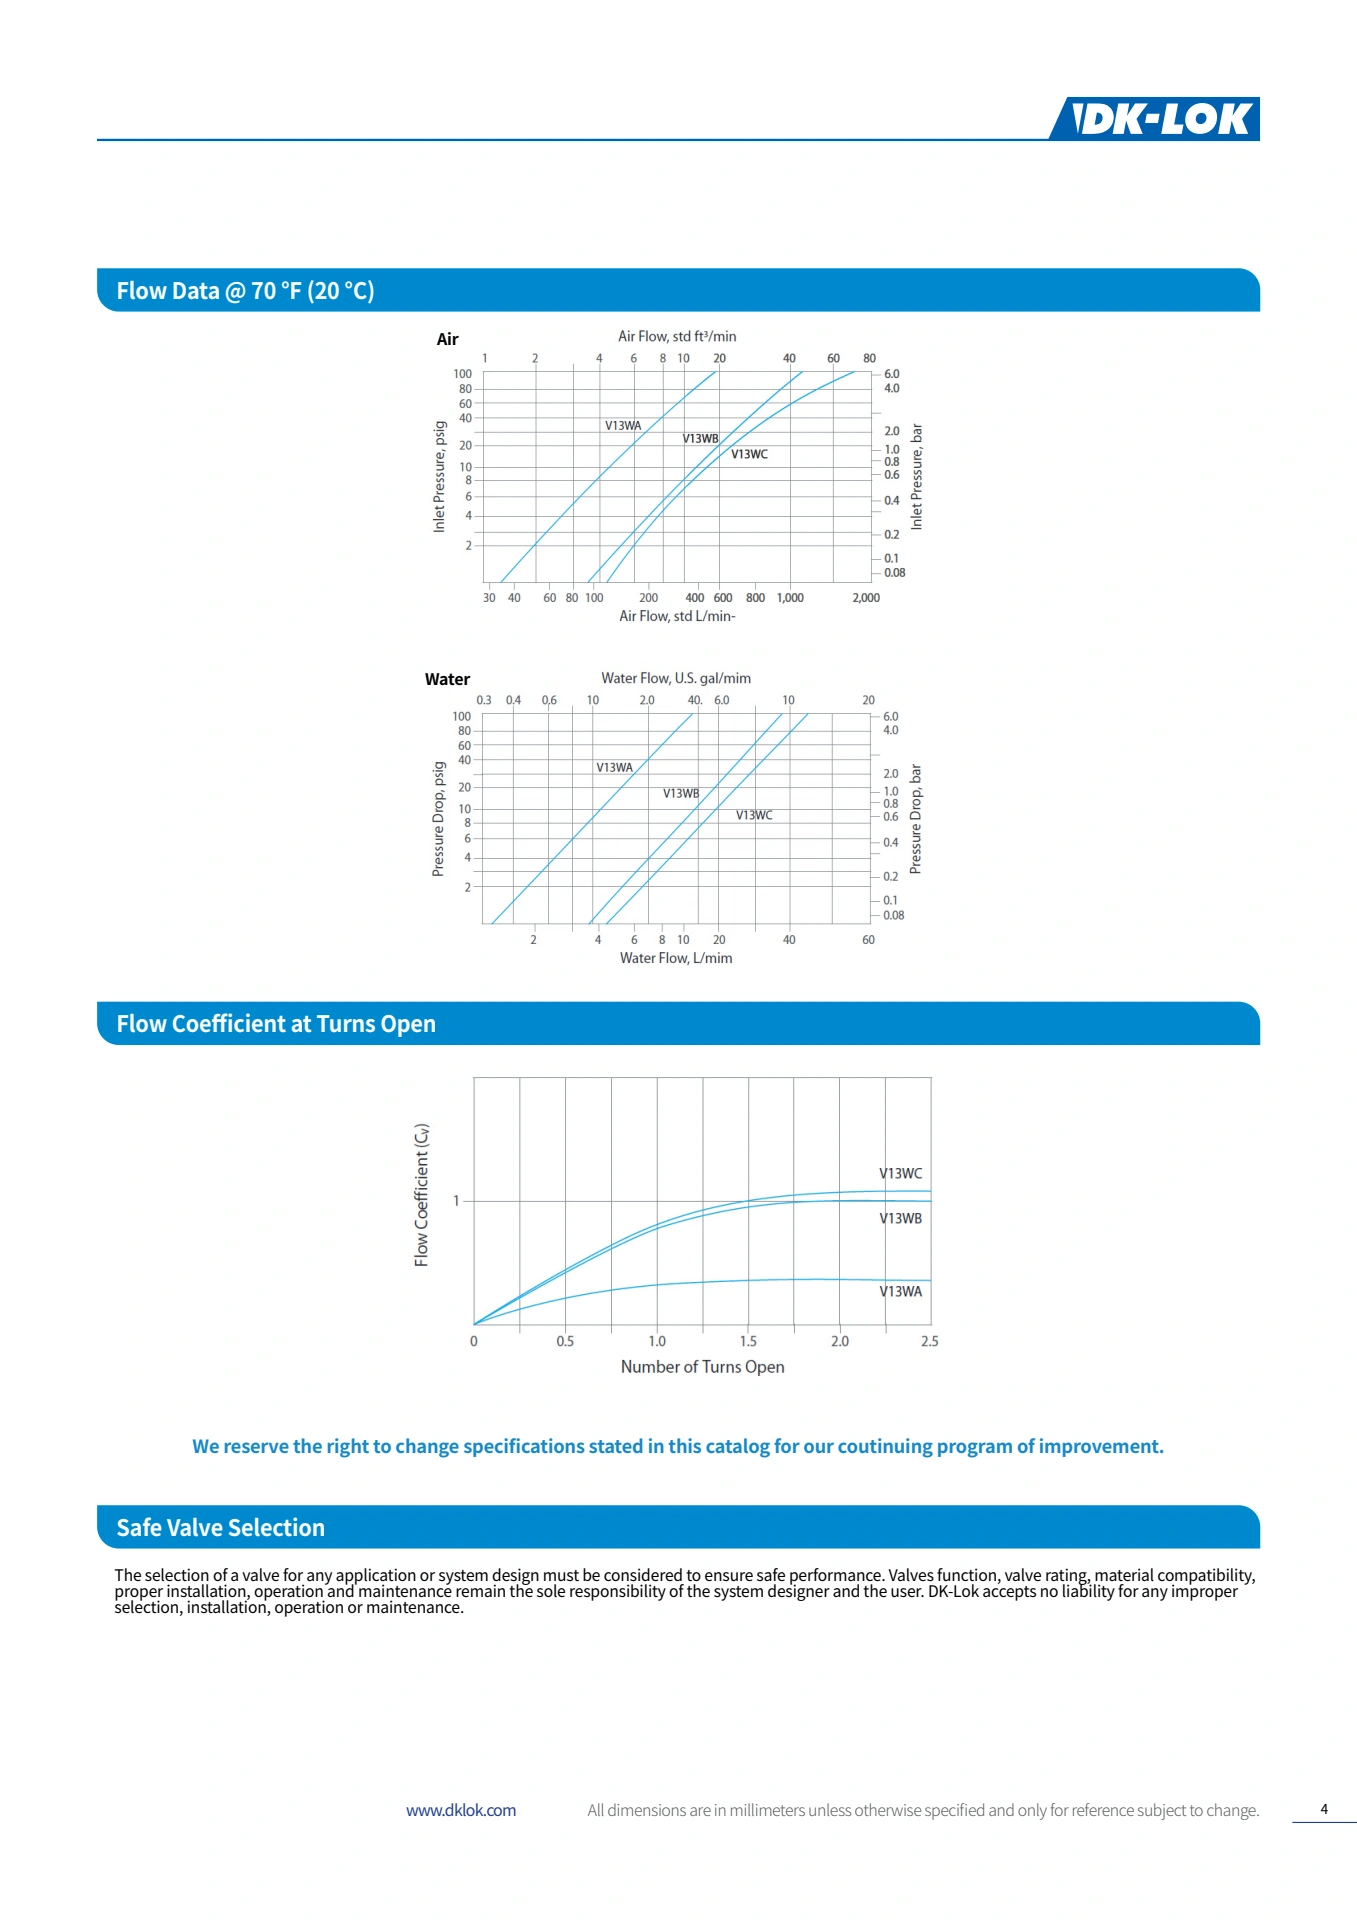 DK-LOK
Flow Data @ 70 °F (20 °C)
Air
Air Flow, std ft³/min
1 2 4 6 8 10 20 40 60 80
100
80
60
40
20
10
8
6
4
2
Inlet Pressure, psig
V13WA
V13WB
V13WC
6.0
4.0
2.0
1.0
0.8
0.6
0.4
0.2
0.1
0.08
Inlet Pressure, bar
30 40 60 80 100 200 400 600 800 1,000 2,000
Air Flow, std L/min-
Water
Water Flow, U.S. gal/mim
0.3 0.4 0.6 10 2.0 40. 6.0 10 20
100
80
60
40
20
10
8
6
4
2
Pressure Drop, psig
V13WA
V13WB
V13WC
6.0
4.0
2.0
1.0
0.8
0.6
0.4
0.2
0.1
0.08
Pressure Drop, bar
2 4 6 8 10 20 40 60
Water Flow, L/mim
Flow Coefficient at Turns Open
Flow Coefficient (Cv)
1
V13WC
V13WB
V13WA
0 0.5 1.0 1.5 2.0 2.5
Number of Turns Open
We reserve the right to change specifications stated in this catalog for our coutinuing program of improvement.
Safe Valve Selection
The selection of a valve for any application or system design must be considered to ensure safe performance. Valves function, valve rating, material compatibility,
proper installation, operation and maintenance remain the sole responsibility of the system designer and the user. DK-Lok accepts no liability for any improper
selection, installation, operation or maintenance.
www.dklok.com All dimensions are in millimeters unless otherwise specified and only for reference subject to change. 4